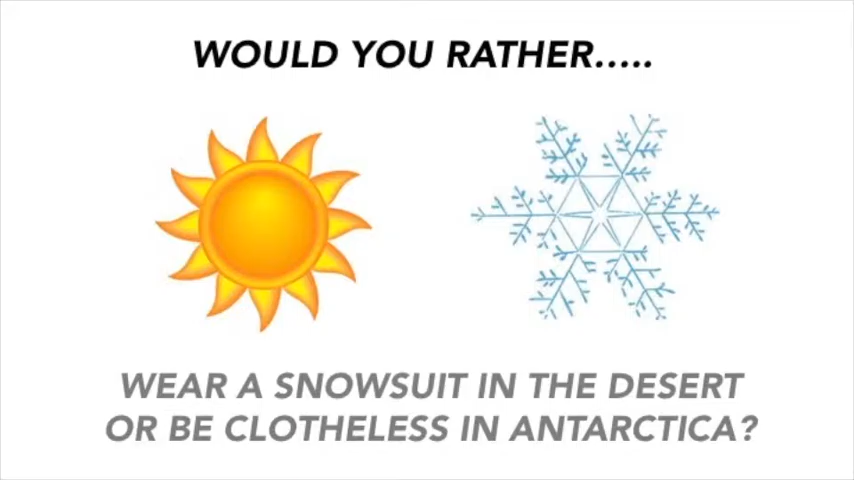 WOULD YOU RATHER.....
WEAR A SNOWSUIT IN THE DESERT
OR BE CLOTHELESS IN ANTARCTICA?